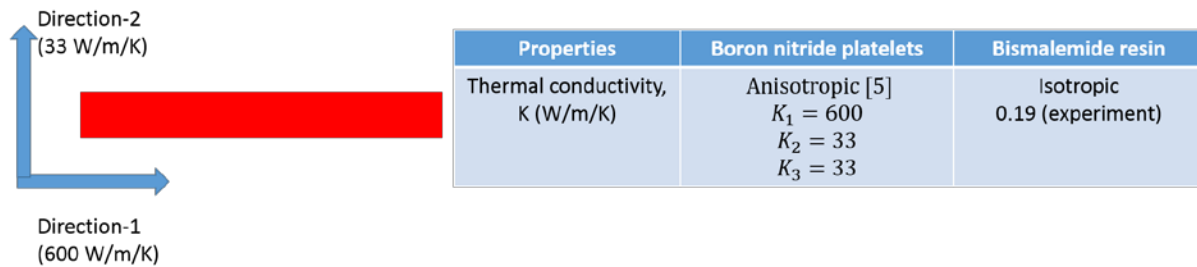 Direction-2
(33 W/m/K)
Direction-1
(600 W/m/K)
Properties
Boron nitride platelets
Bismalemide resin
Thermal conductivity,
K (W/m/K)
Anisotropic [5]
K₁ = 600
K₂ = 33
K₃ = 33
Isotropic
0.19 (experiment)